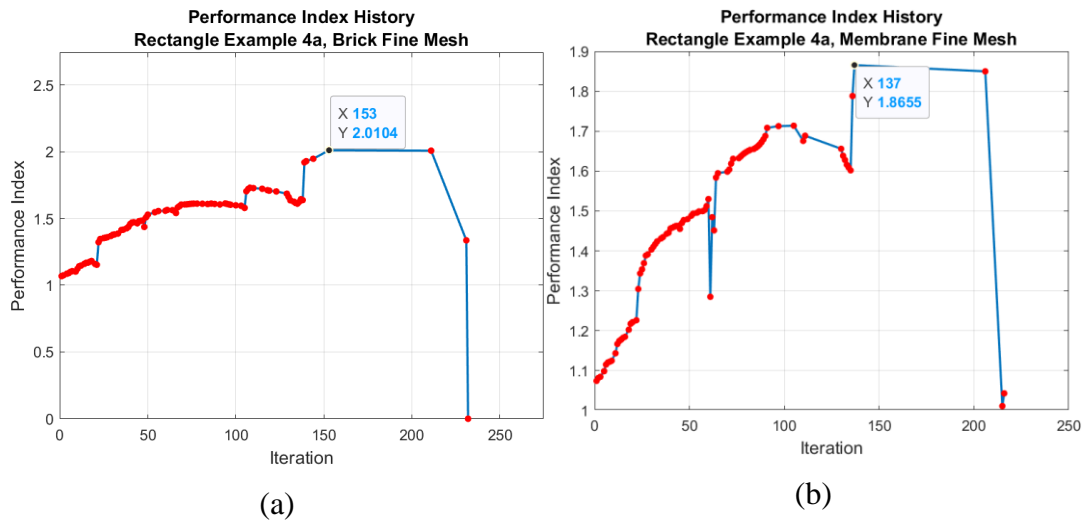 Performance Index History
Rectangle Example 4a, Brick Fine Mesh
2.5
2
1.5
1
0.5
0
Performance Index
X 153
Y 2.0104
0 50 100 150 200 250
Iteration
(a)
Performance Index History
Rectangle Example 4a, Membrane Fine Mesh
1.9
1.8
1.7
1.6
1.5
1.4
1.3
1.2
1.1
1
Performance Index
X 137
Y 1.8655
0 50 100 150 200 250
Iteration
(b)